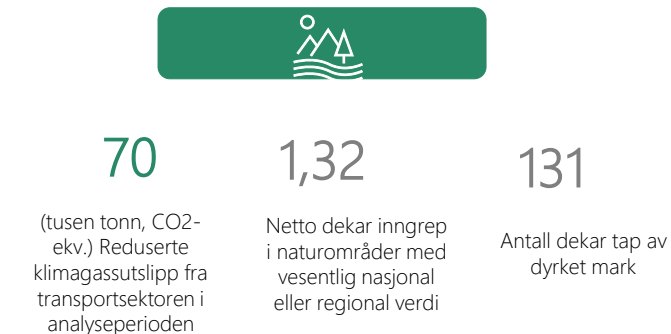 70
(tusen tonn, CO2-
ekv.) Reduserte
klimagassutslipp fra
transportsektoren i
analyseperioden
1,32
Netto dekar inngrep
i naturområder med
vesentlig nasjonal
eller regional verdi
131
Antall dekar tap av
dyrket mark